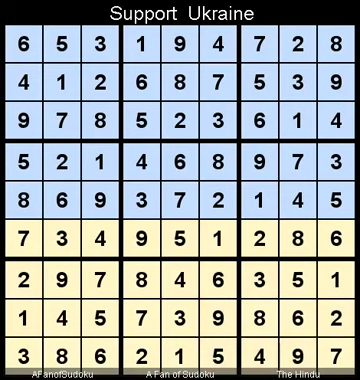 Support Ukraine
6 5 3 1 9 4 7 2 8
4 1 2 6 8 7 5 3 9
9 7 8 5 2 3 6 1 4
5 2 1 4 6 8 9 7 3
8 6 9 3 7 2 1 4 5
7 3 4 9 5 1 2 8 6
2 9 7 8 4 6 3 5 1
1 4 5 7 3 9 8 6 2
3 8 6 2 1 5 4 9 7
AFanofSudoku A Fan of Sudoku The Hindu